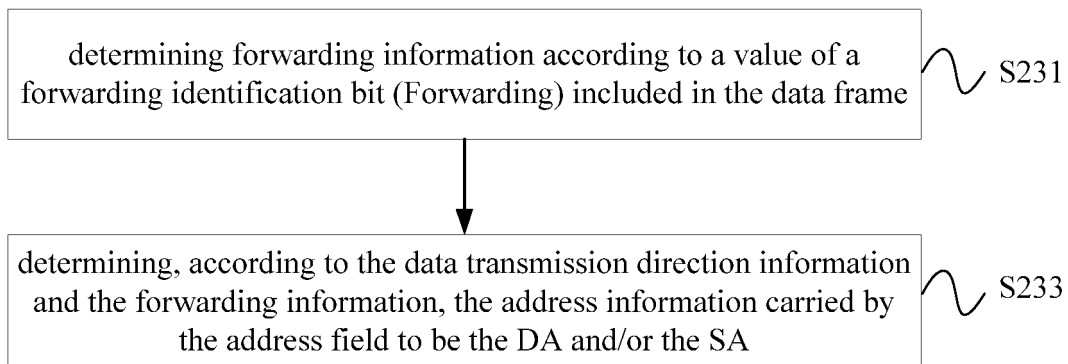 determining forwarding information according to a value of a
forwarding identification bit (Forwarding) included in the data frame
S231
determining, according to the data transmission direction information
and the forwarding information, the address information carried by
the address field to be the DA and/or the SA
S233